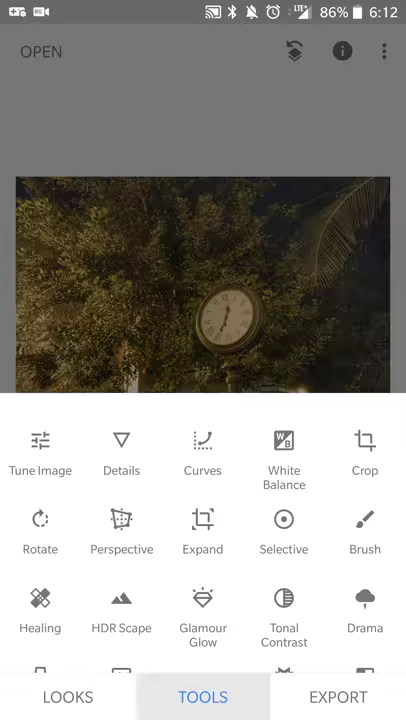 86% 6:12
OPEN
Tune Image
Details
Curves
White Balance
Crop
Rotate
Perspective
Expand
Selective
Brush
Healing
HDR Scape
Glamour Glow
Tonal Contrast
Drama
LOOKS
TOOLS
EXPORT